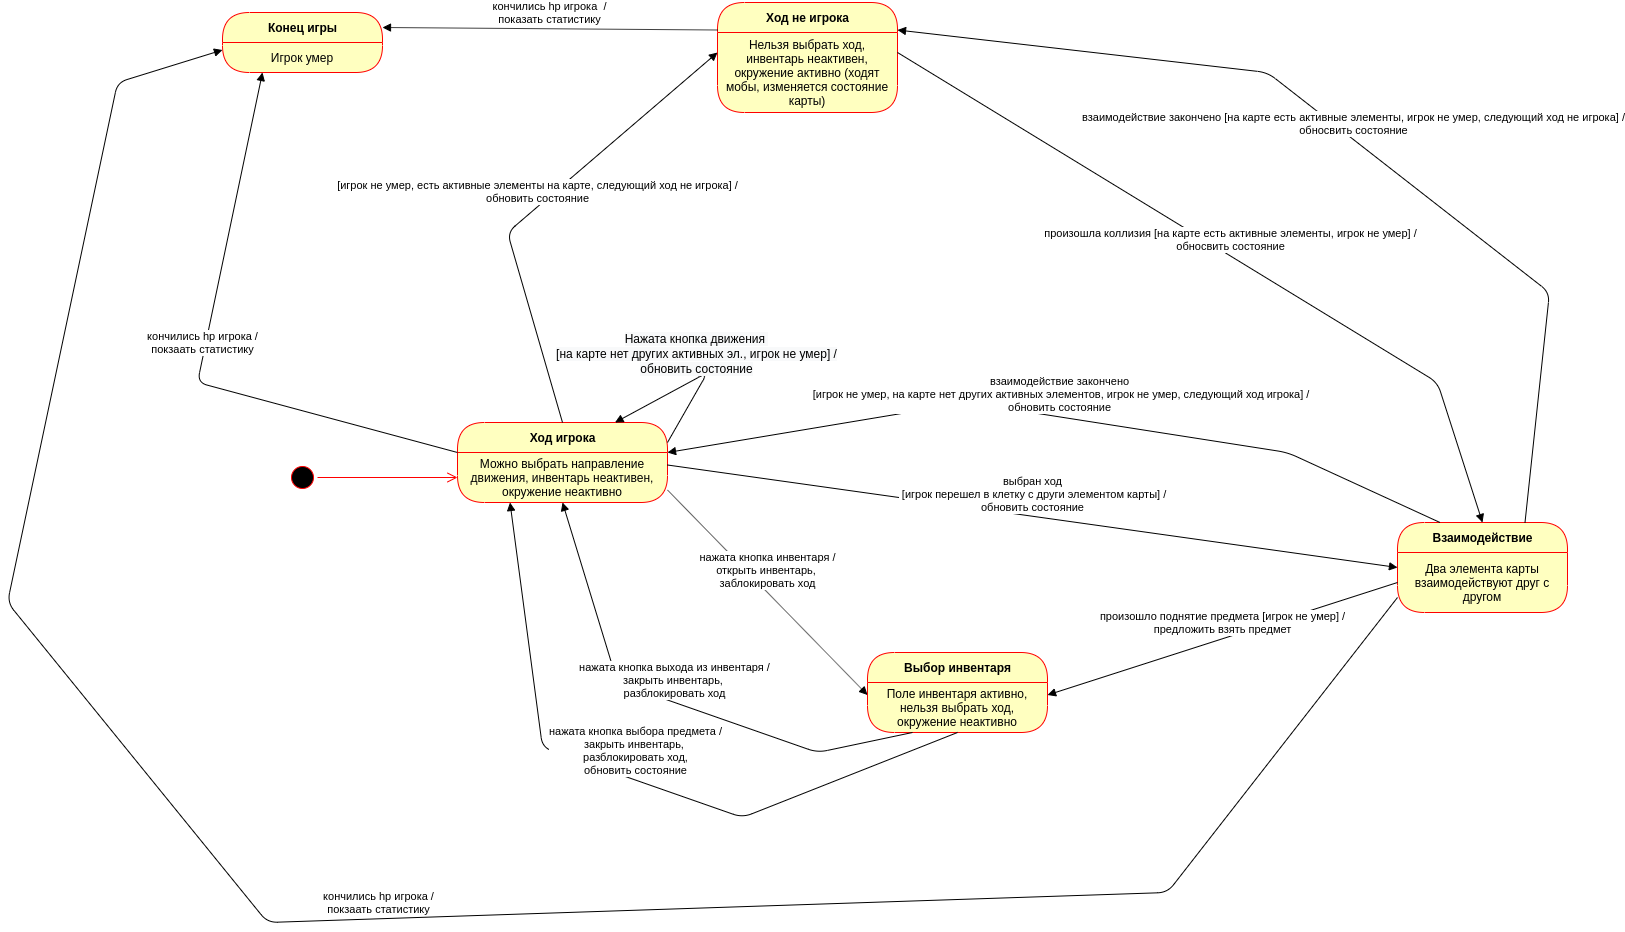 кончились hp игрока  /
показать статистику
Конец игры
Игрок умер
Ход не игрока
Нельзя выбрать ход,
инвентарь неактивен,
окружение активно (ходят
мобы, изменяется состояние
карты)
взаимодействие закончено [на карте есть активные элементы, игрок не умер, следующий ход не игрока] /
обносвить состояние
[игрок не умер, есть активные элементы на карте, следующий ход не игрока] /
обновить состояние
произошла коллизия [на карте есть активные элементы, игрок не умер] /
обносвить состояние
кончились hp игрока /
покзаать статистику
Нажата кнопка движения
[на карте нет других активных эл., игрок не умер] /
обновить состояние
взаимодействие закончено
[игрок не умер, на карте нет других активных элементов, игрок не умер, следующий ход игрока] /
обновить состояние
Ход игрока
Можно выбрать направление
движения, инвентарь неактивен,
окружение неактивно
выбран ход
[игрок перешел в клетку с други элементом карты] /
обновить состояние
Взаимодействие
Два элемента карты
взаимодействуют друг с
другом
нажата кнопка инвентаря /
открыть инвентарь,
заблокировать ход
произошло поднятие предмета [игрок не умер] /
предложить взять предмет
Выбор инвентаря
Поле инвентаря активно,
нельзя выбрать ход,
окружение неактивно
нажата кнопка выхода из инвентаря /
закрыть инвентарь,
разблокировать ход
нажата кнопка выбора предмета /
закрыть инвентарь,
разблокировать ход,
обновить состояние
кончились hp игрока /
покзаать статистику